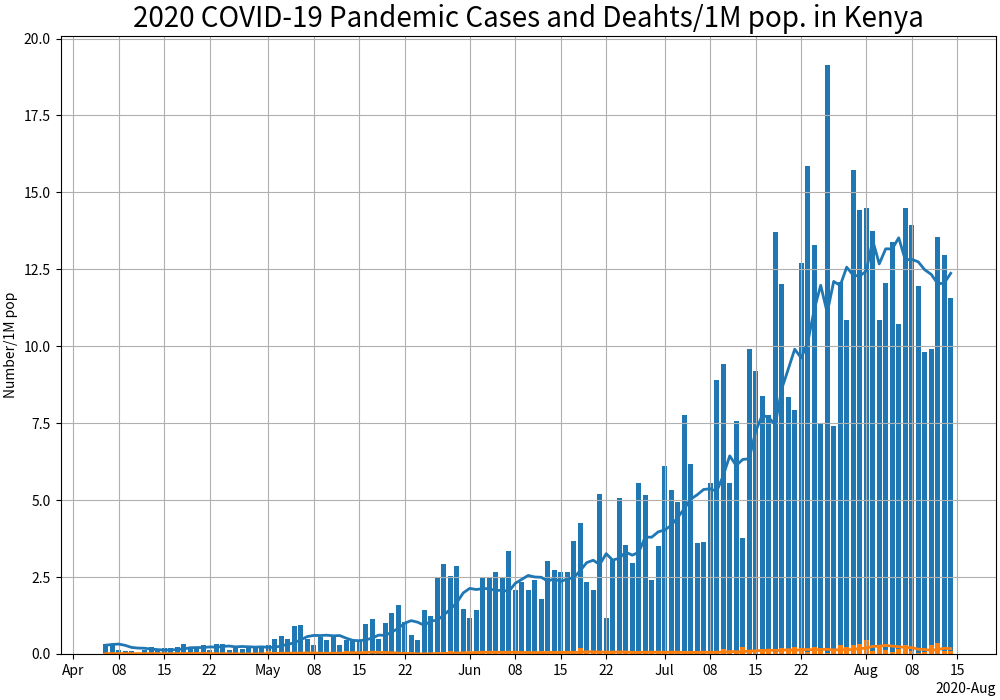 2020 COVID-19 Pandemic Cases and Deahts/1M pop. in Kenya
20.0
17.5
15.0
12.5
10.0
7.5
5.0
2.5
0.0
Number/1M pop
Apr 08 15 22 May 08 15 22 Jun 08 15 22 Jul 08 15 22 Aug 08 15
2020-Aug